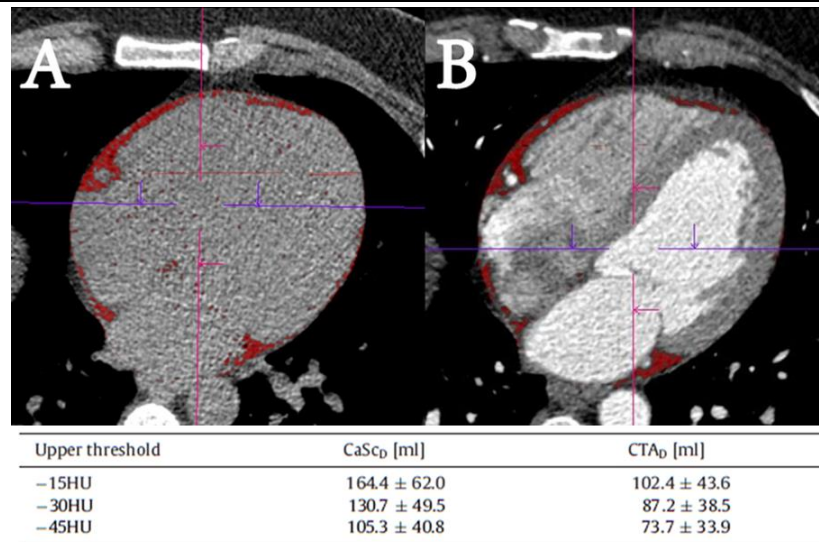 A B
Upper threshold CaScD [ml] CTAD [ml]
−15HU 164.4 ± 62.0 102.4 ± 43.6
−30HU 130.7 ± 49.5 87.2 ± 38.5
−45HU 105.3 ± 40.8 73.7 ± 33.9